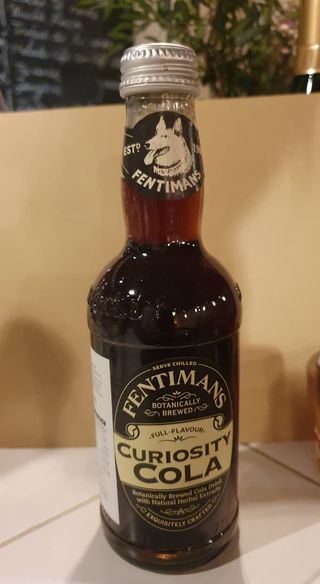 ESTD
FENTIMANS
SERVE CHILLED
FENTIMANS
BOTANICALLY
BREWED
FULL-FLAVOUR
CURIOSITY
COLA
Botanically Brewed Cola Drink
with Natural Herbal Extracts
EXQUISITELY CRAFTED